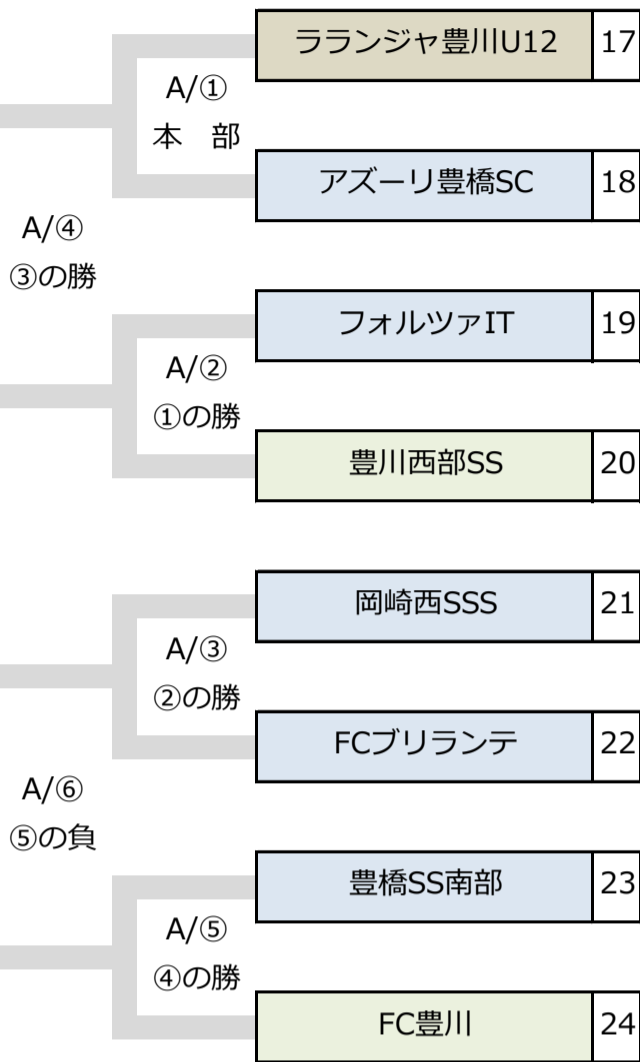 ラランジャ豊川U12 17
A/①
本　部
アズーリ豊橋SC 18
A/④
③の勝
フォルツァIT 19
A/②
①の勝
豊川西部SS 20
岡崎西SSS 21
A/③
②の勝
FCブリランテ 22
A/⑥
⑤の負
豊橋SS南部 23
A/⑤
④の勝
FC豊川 24